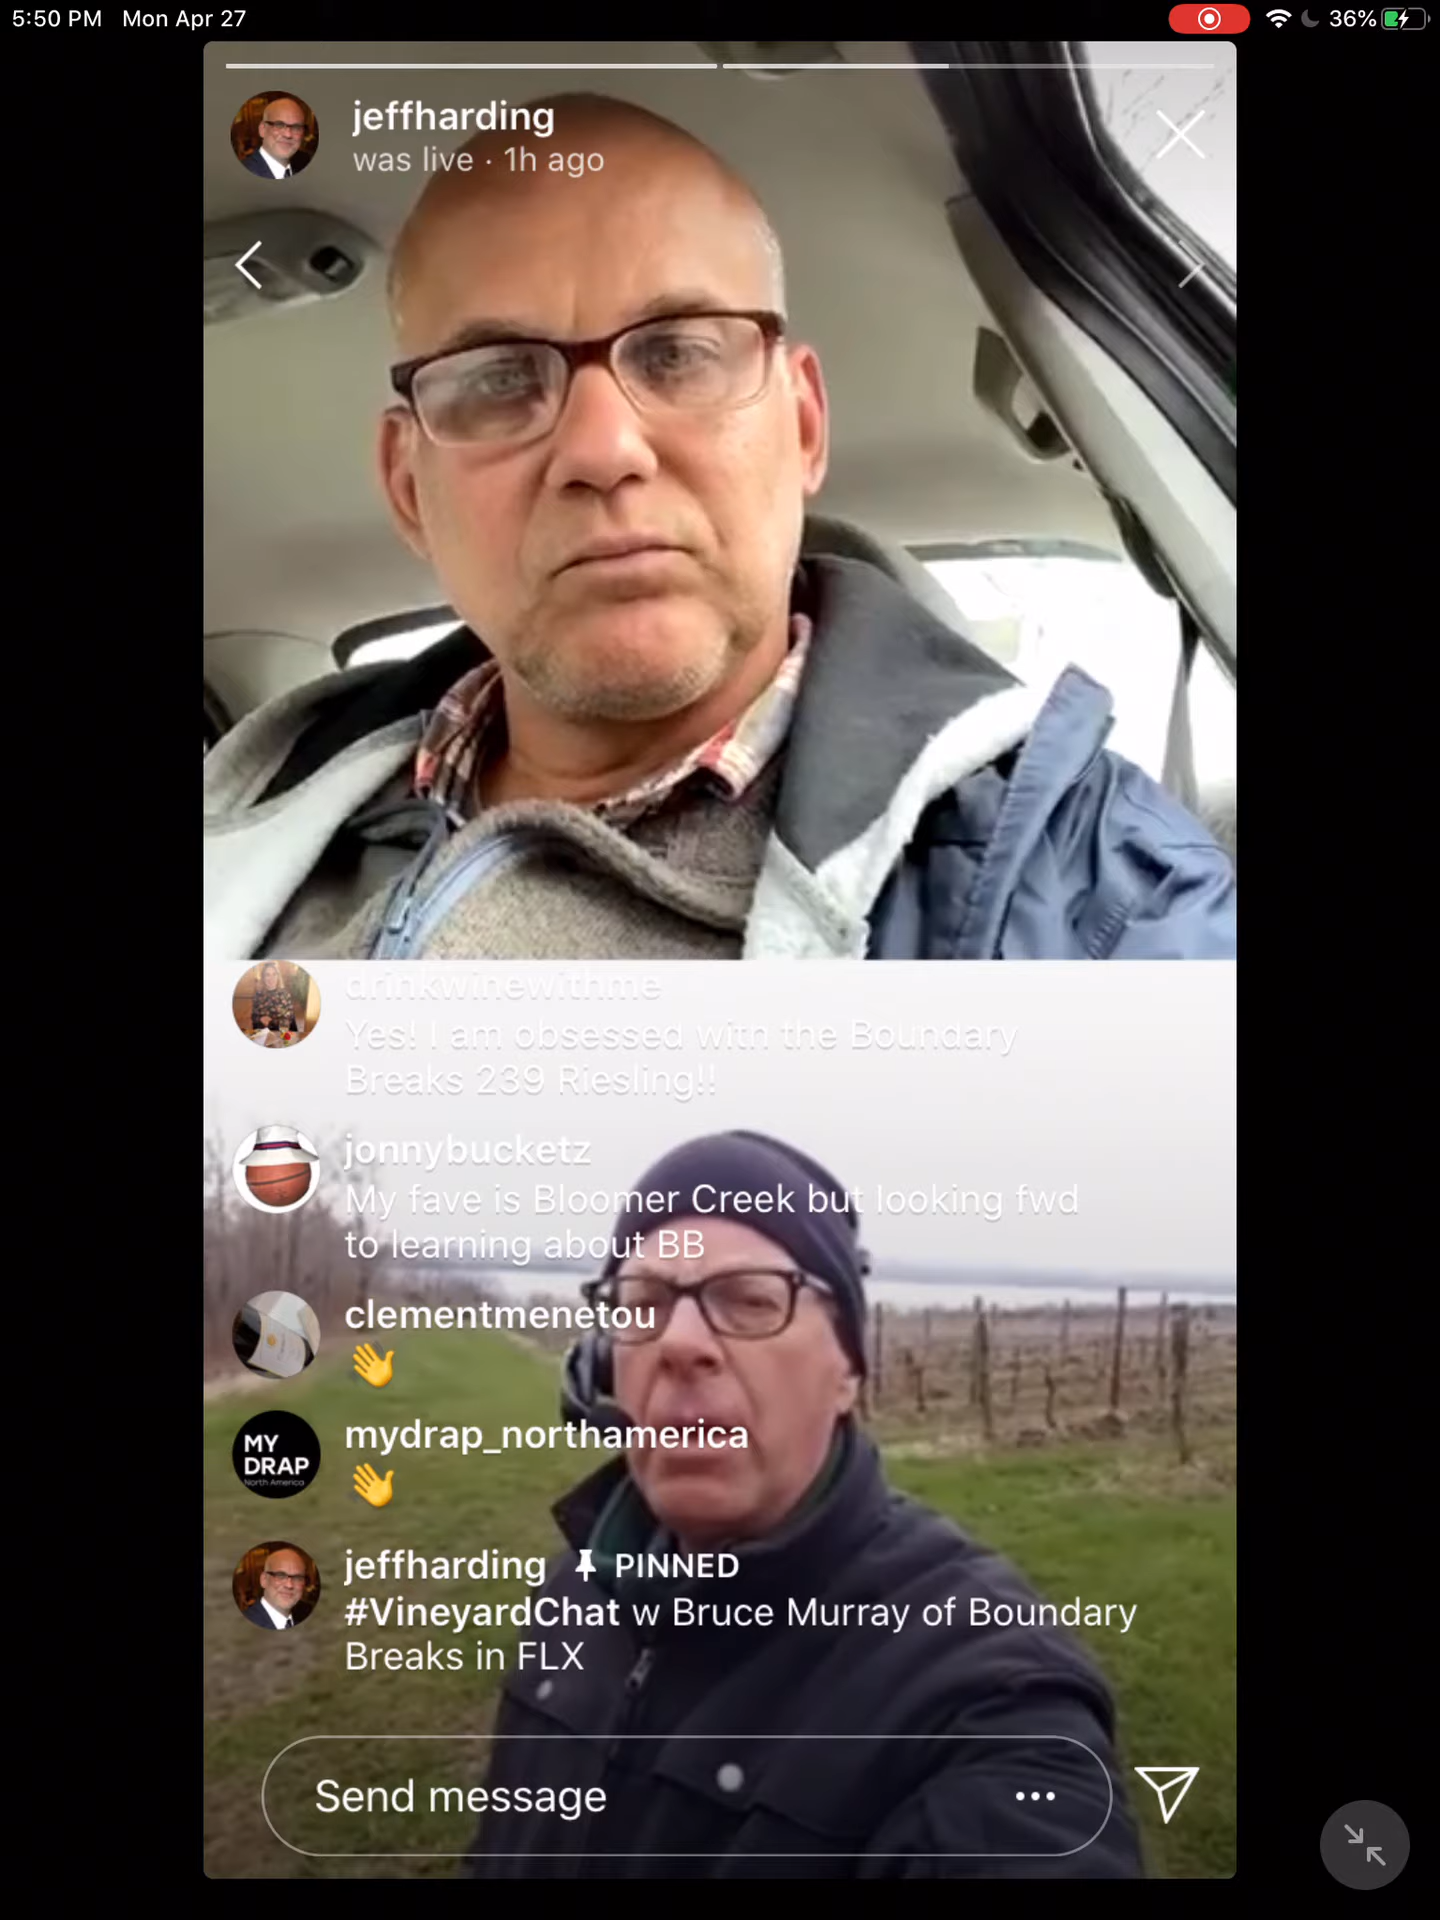 5:50 PM Mon Apr 27
36%
jeffharding
was live · 1h ago
drinkwinewithme
Yes! I am obsessed with the Boundary
Breaks 239 Riesling!!
jonnybucketz
My fave is Bloomer Creek but looking fwd
to learning about BB
clementmenetou
👋
MY
DRAP
North America
mydrap_northamerica
👋
jeffharding PINNED
#VineyardChat w Bruce Murray of Boundary
Breaks in FLX
Send message